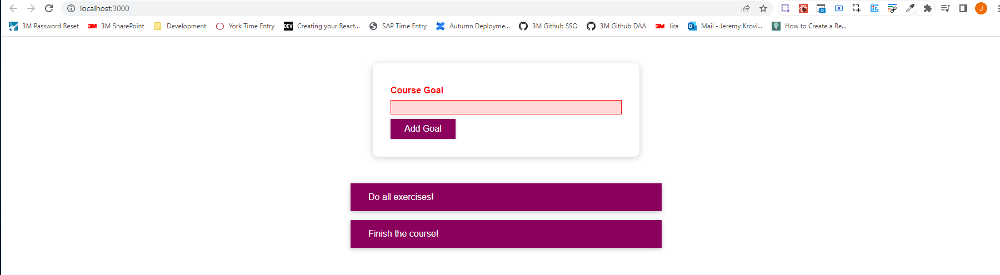 localhost:3000
J
3M Password Reset 3M 3M SharePoint Development York Time Entry DEV Creating your React... SAP Time Entry Autumn Deployme... 3M Github SSO 3M Github DAA 3M Jira Mail - Jeremy Krovi... How to Create a Re...
Course Goal
Add Goal
Do all exercises!
Finish the course!